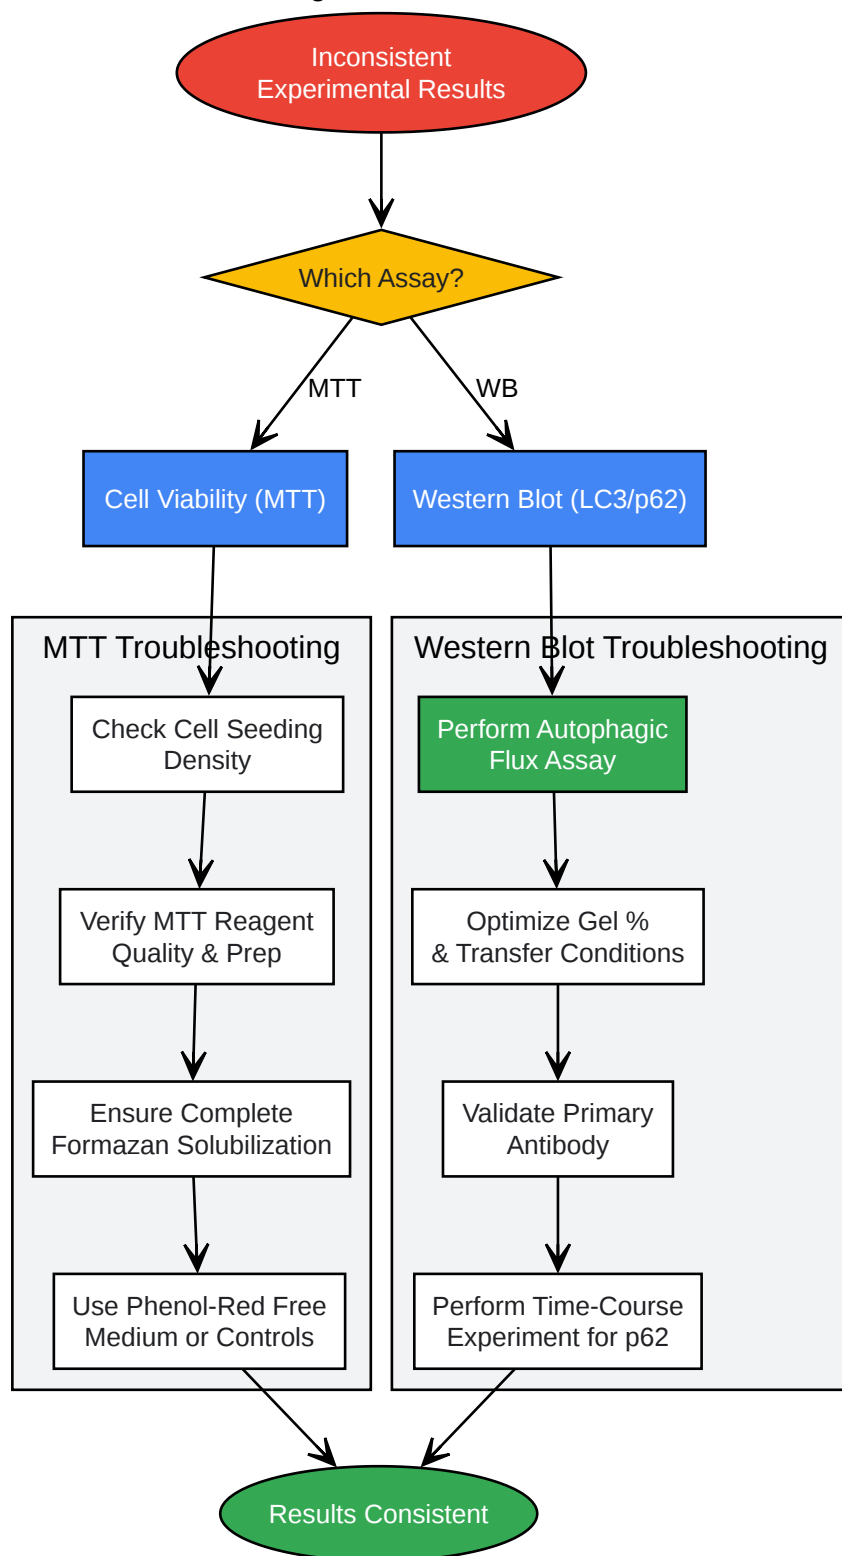 Inconsistent
Experimental Results
Which Assay?
MTT
WB
Cell Viability (MTT)
Western Blot (LC3/p62)
MTT Troubleshooting
Western Blot Troubleshooting
Check Cell Seeding
Density
Perform Autophagic
Flux Assay
Verify MTT Reagent
Quality & Prep
Optimize Gel %
& Transfer Conditions
Ensure Complete
Formazan Solubilization
Validate Primary
Antibody
Use Phenol-Red Free
Medium or Controls
Perform Time-Course
Experiment for p62
Results Consistent